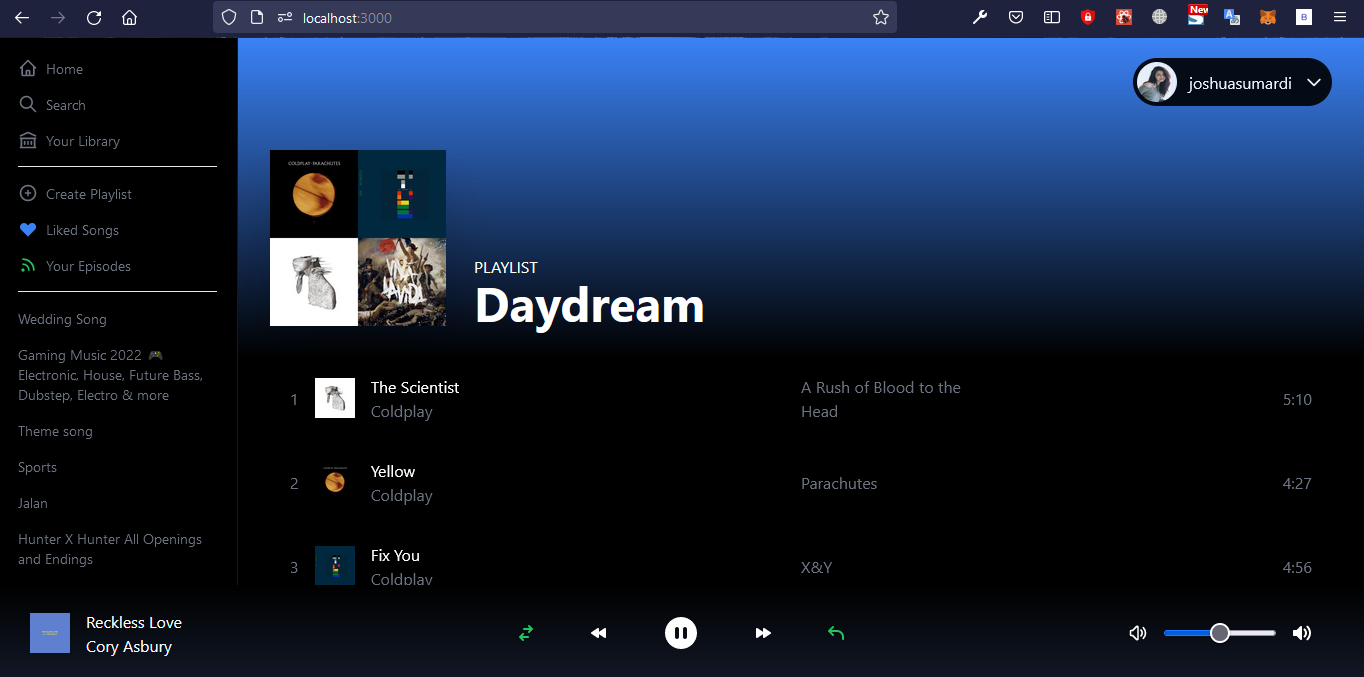 localhost:3000
New
Home
Search
Your Library
Create Playlist
Liked Songs
Your Episodes
Wedding Song
Gaming Music 2022 🎮
Electronic, House, Future Bass,
Dubstep, Electro & more
Theme song
Sports
Jalan
Hunter X Hunter All Openings
and Endings
joshuasumardi
COLDPLAY·PARACHUTES
VIVA
LA VIDA
PLAYLIST
Daydream
1
The Scientist
Coldplay
A Rush of Blood to the
Head
5:10
2
Yellow
Coldplay
Parachutes
4:27
3
Fix You
Coldplay
X&Y
4:56
Reckless Love
Cory Asbury